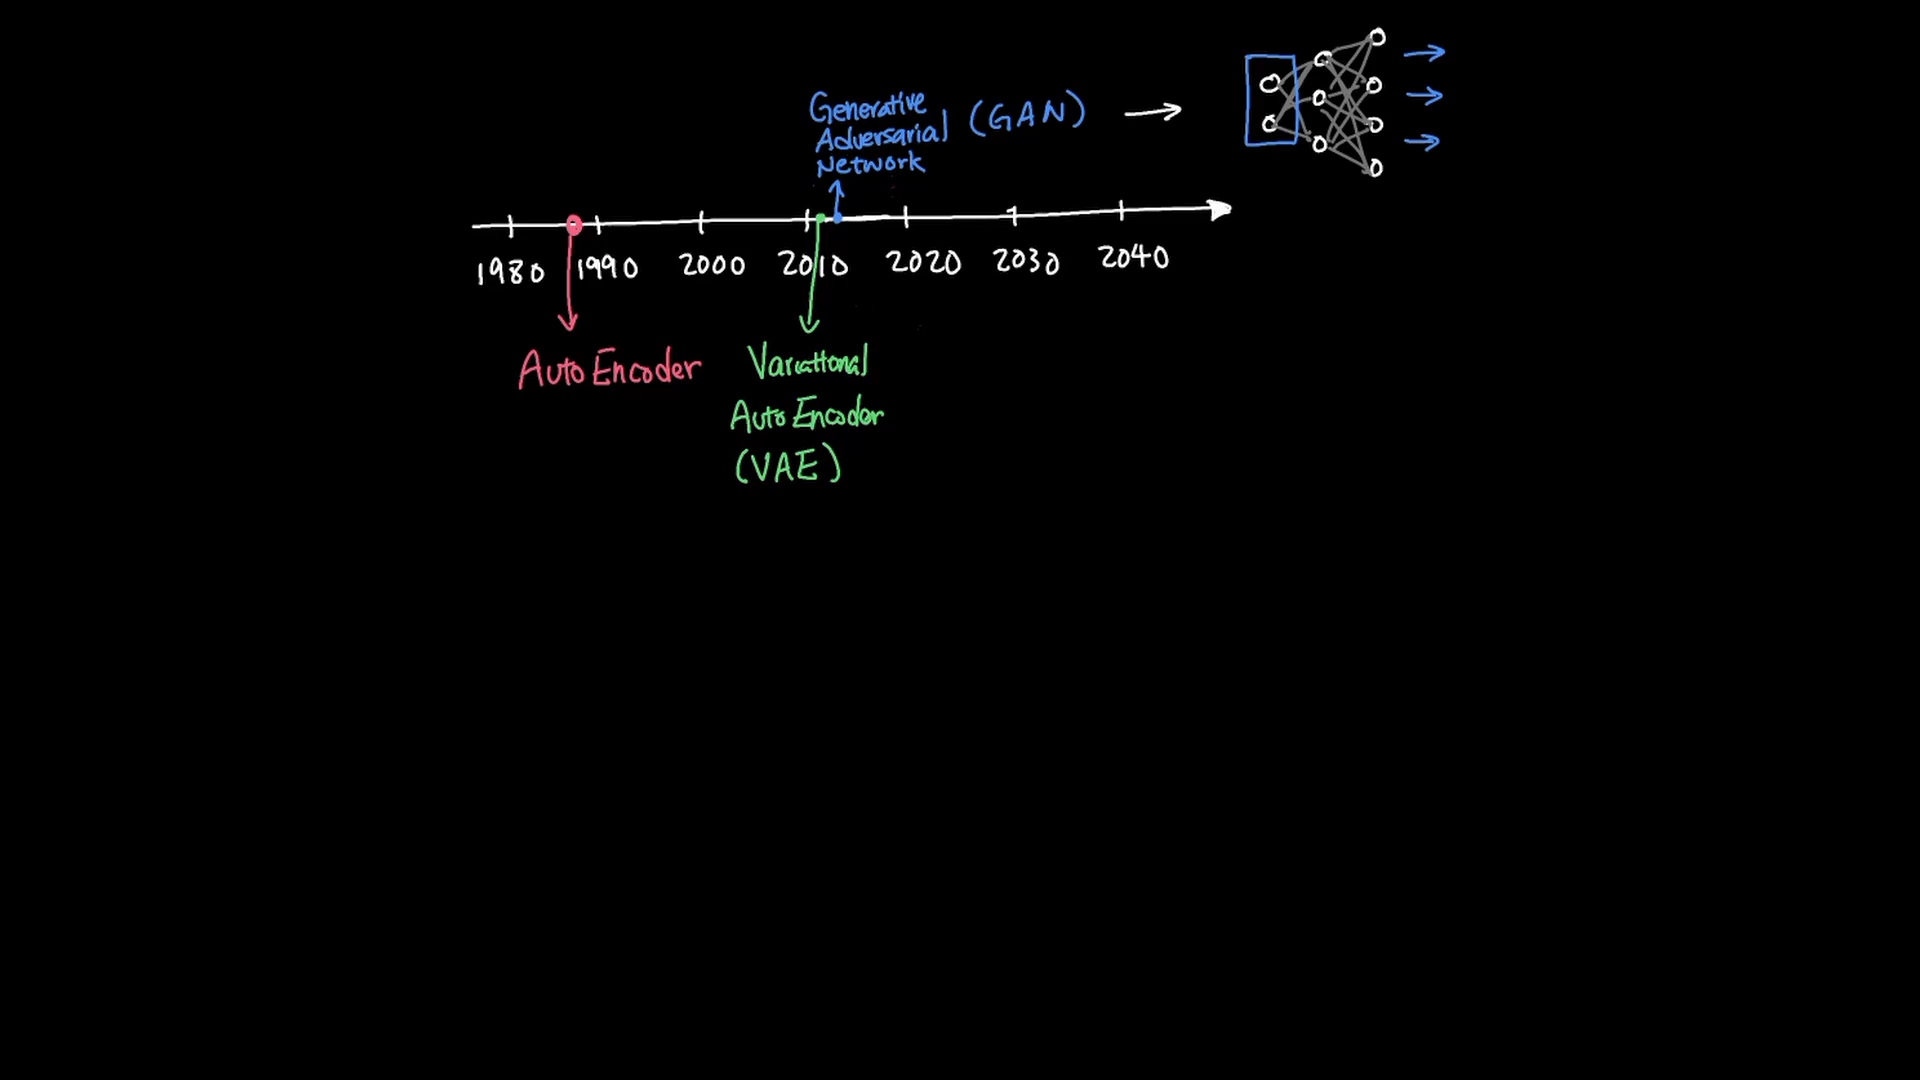 Generative
Adversarial (GAN)
Network
1980 1990 2000 2010 2020 2030 2040
Auto Encoder
Variational
Auto Encoder
(VAE)